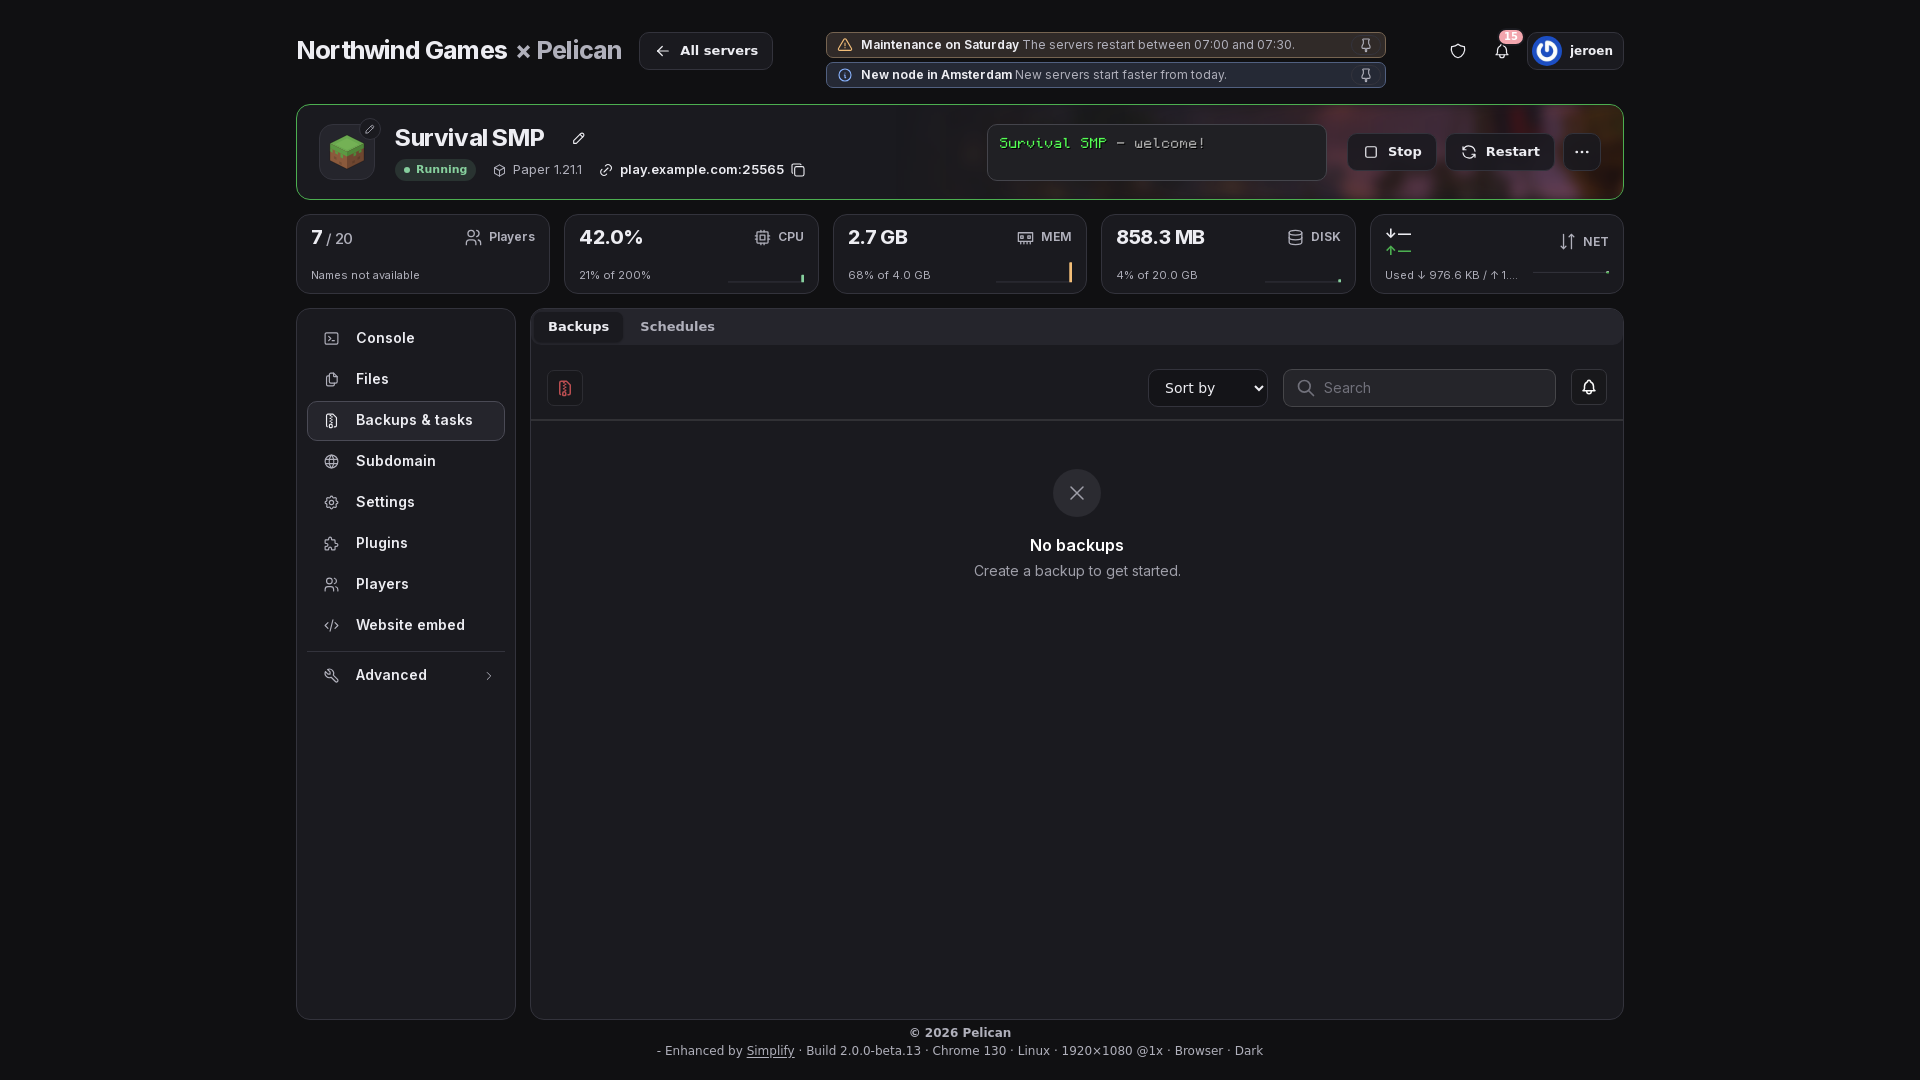 Northwind Games × Pelican
All servers
Maintenance on Saturday The servers restart between 07:00 and 07:30.
New node in Amsterdam New servers start faster from today.
15
jeroen
Survival SMP
Running
Paper 1.21.1
play.example.com:25565
Survival SMP - welcome!
Stop
Restart
7 / 20
Players
Names not available
42.0%
CPU
21% of 200%
2.7 GB
MEM
68% of 4.0 GB
858.3 MB
DISK
4% of 20.0 GB
↓—
↑—
NET
Used ↓ 976.6 KB / ↑ 1....
Console
Files
Backups & tasks
Subdomain
Settings
Plugins
Players
Website embed
Advanced
Backups
Schedules
Sort by
Search
No backups
Create a backup to get started.
© 2026 Pelican
- Enhanced by Simplify · Build 2.0.0-beta.13 · Chrome 130 · Linux · 1920×1080 @1x · Browser · Dark